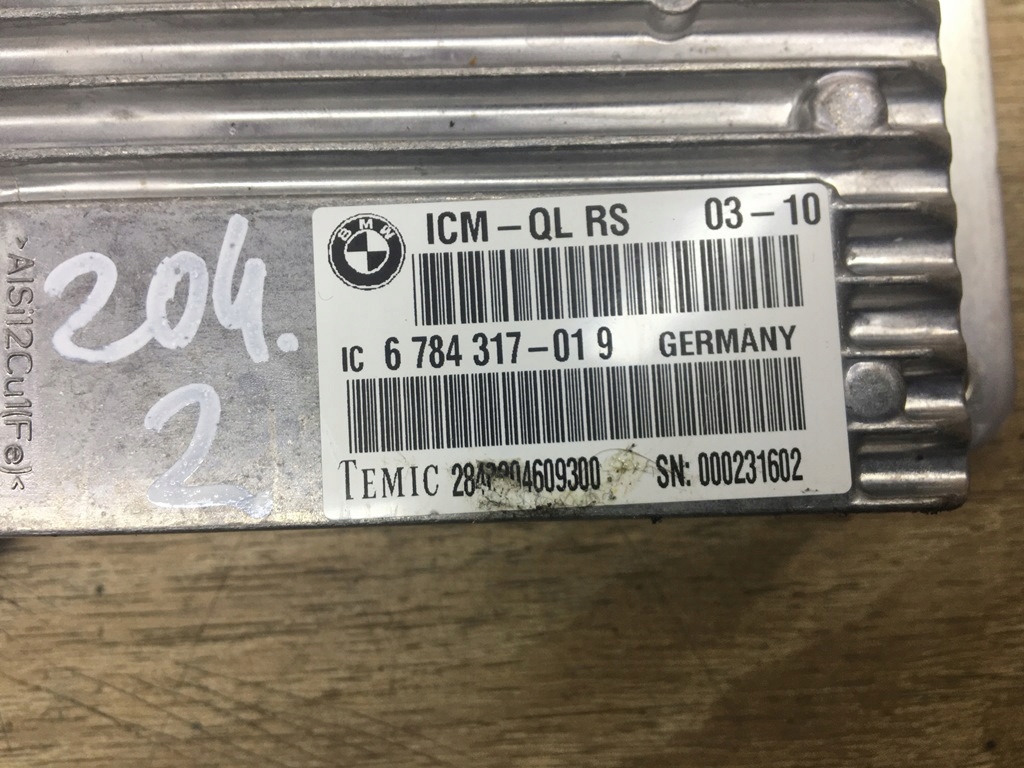 BMW
ICM – QL RS 03 – 10
IC 6 784 317 – 01 9 GERMANY
TEMIC SN: 000231602
>AlSi12Cu1(Fe)<
204.
2